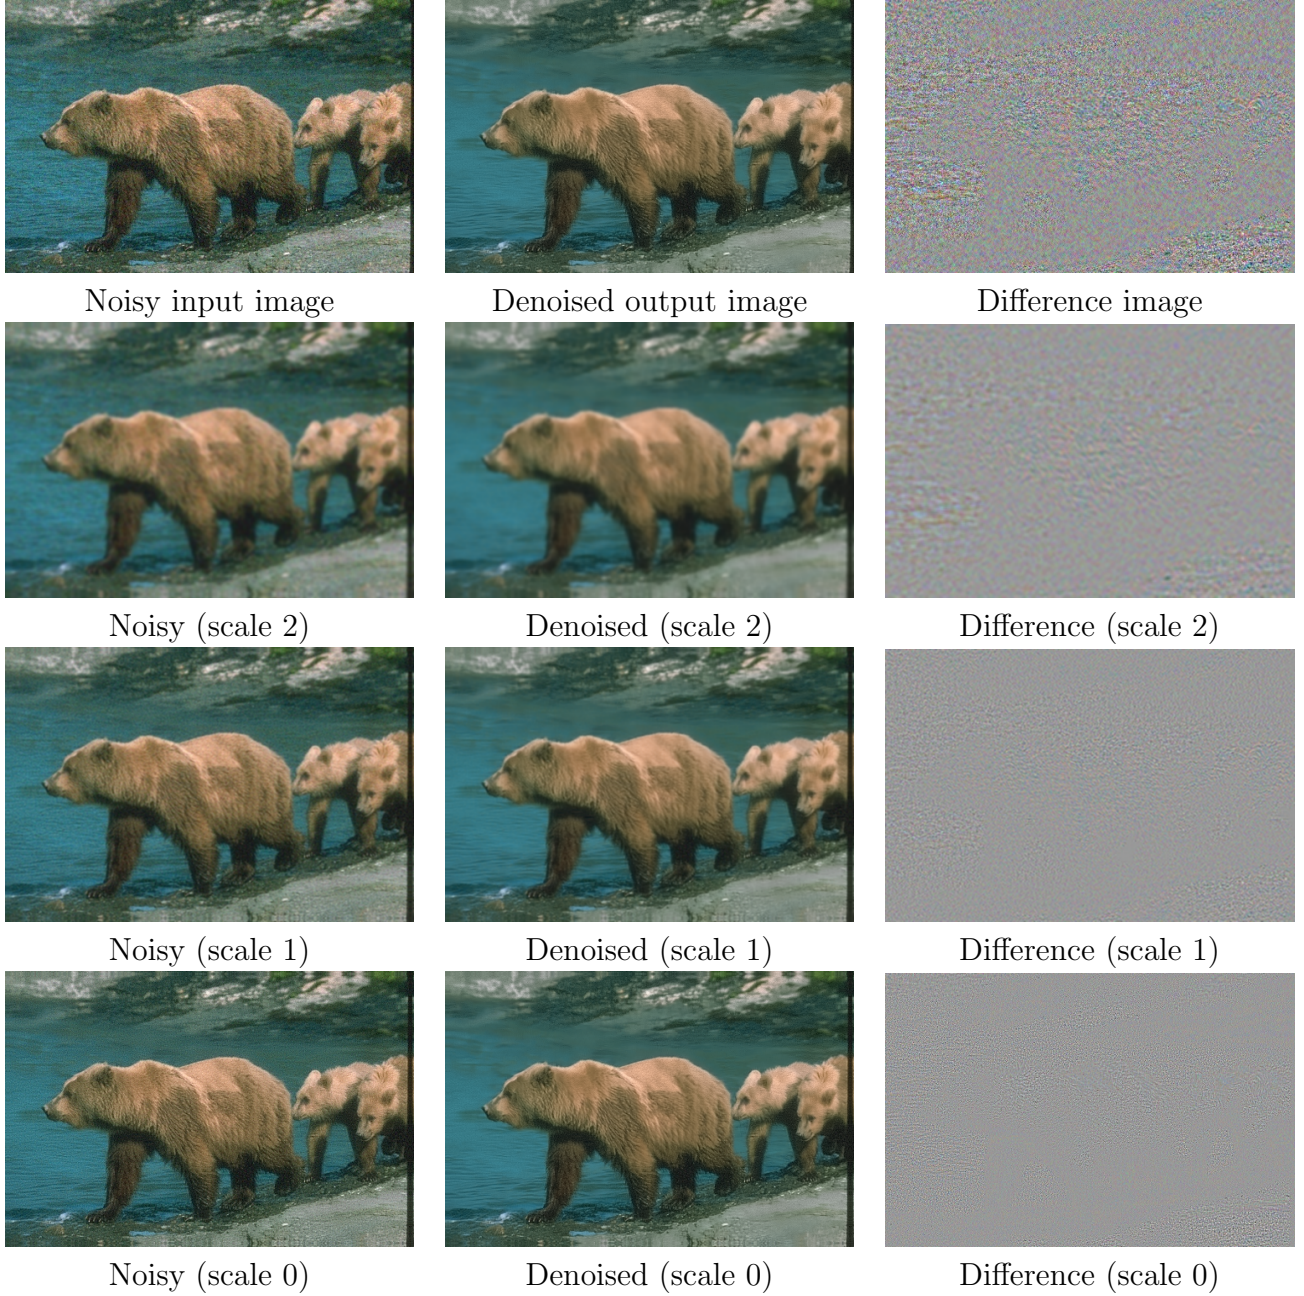 Noisy input image
Denoised output image
Difference image
Noisy (scale 2)
Denoised (scale 2)
Difference (scale 2)
Noisy (scale 1)
Denoised (scale 1)
Difference (scale 1)
Noisy (scale 0)
Denoised (scale 0)
Difference (scale 0)